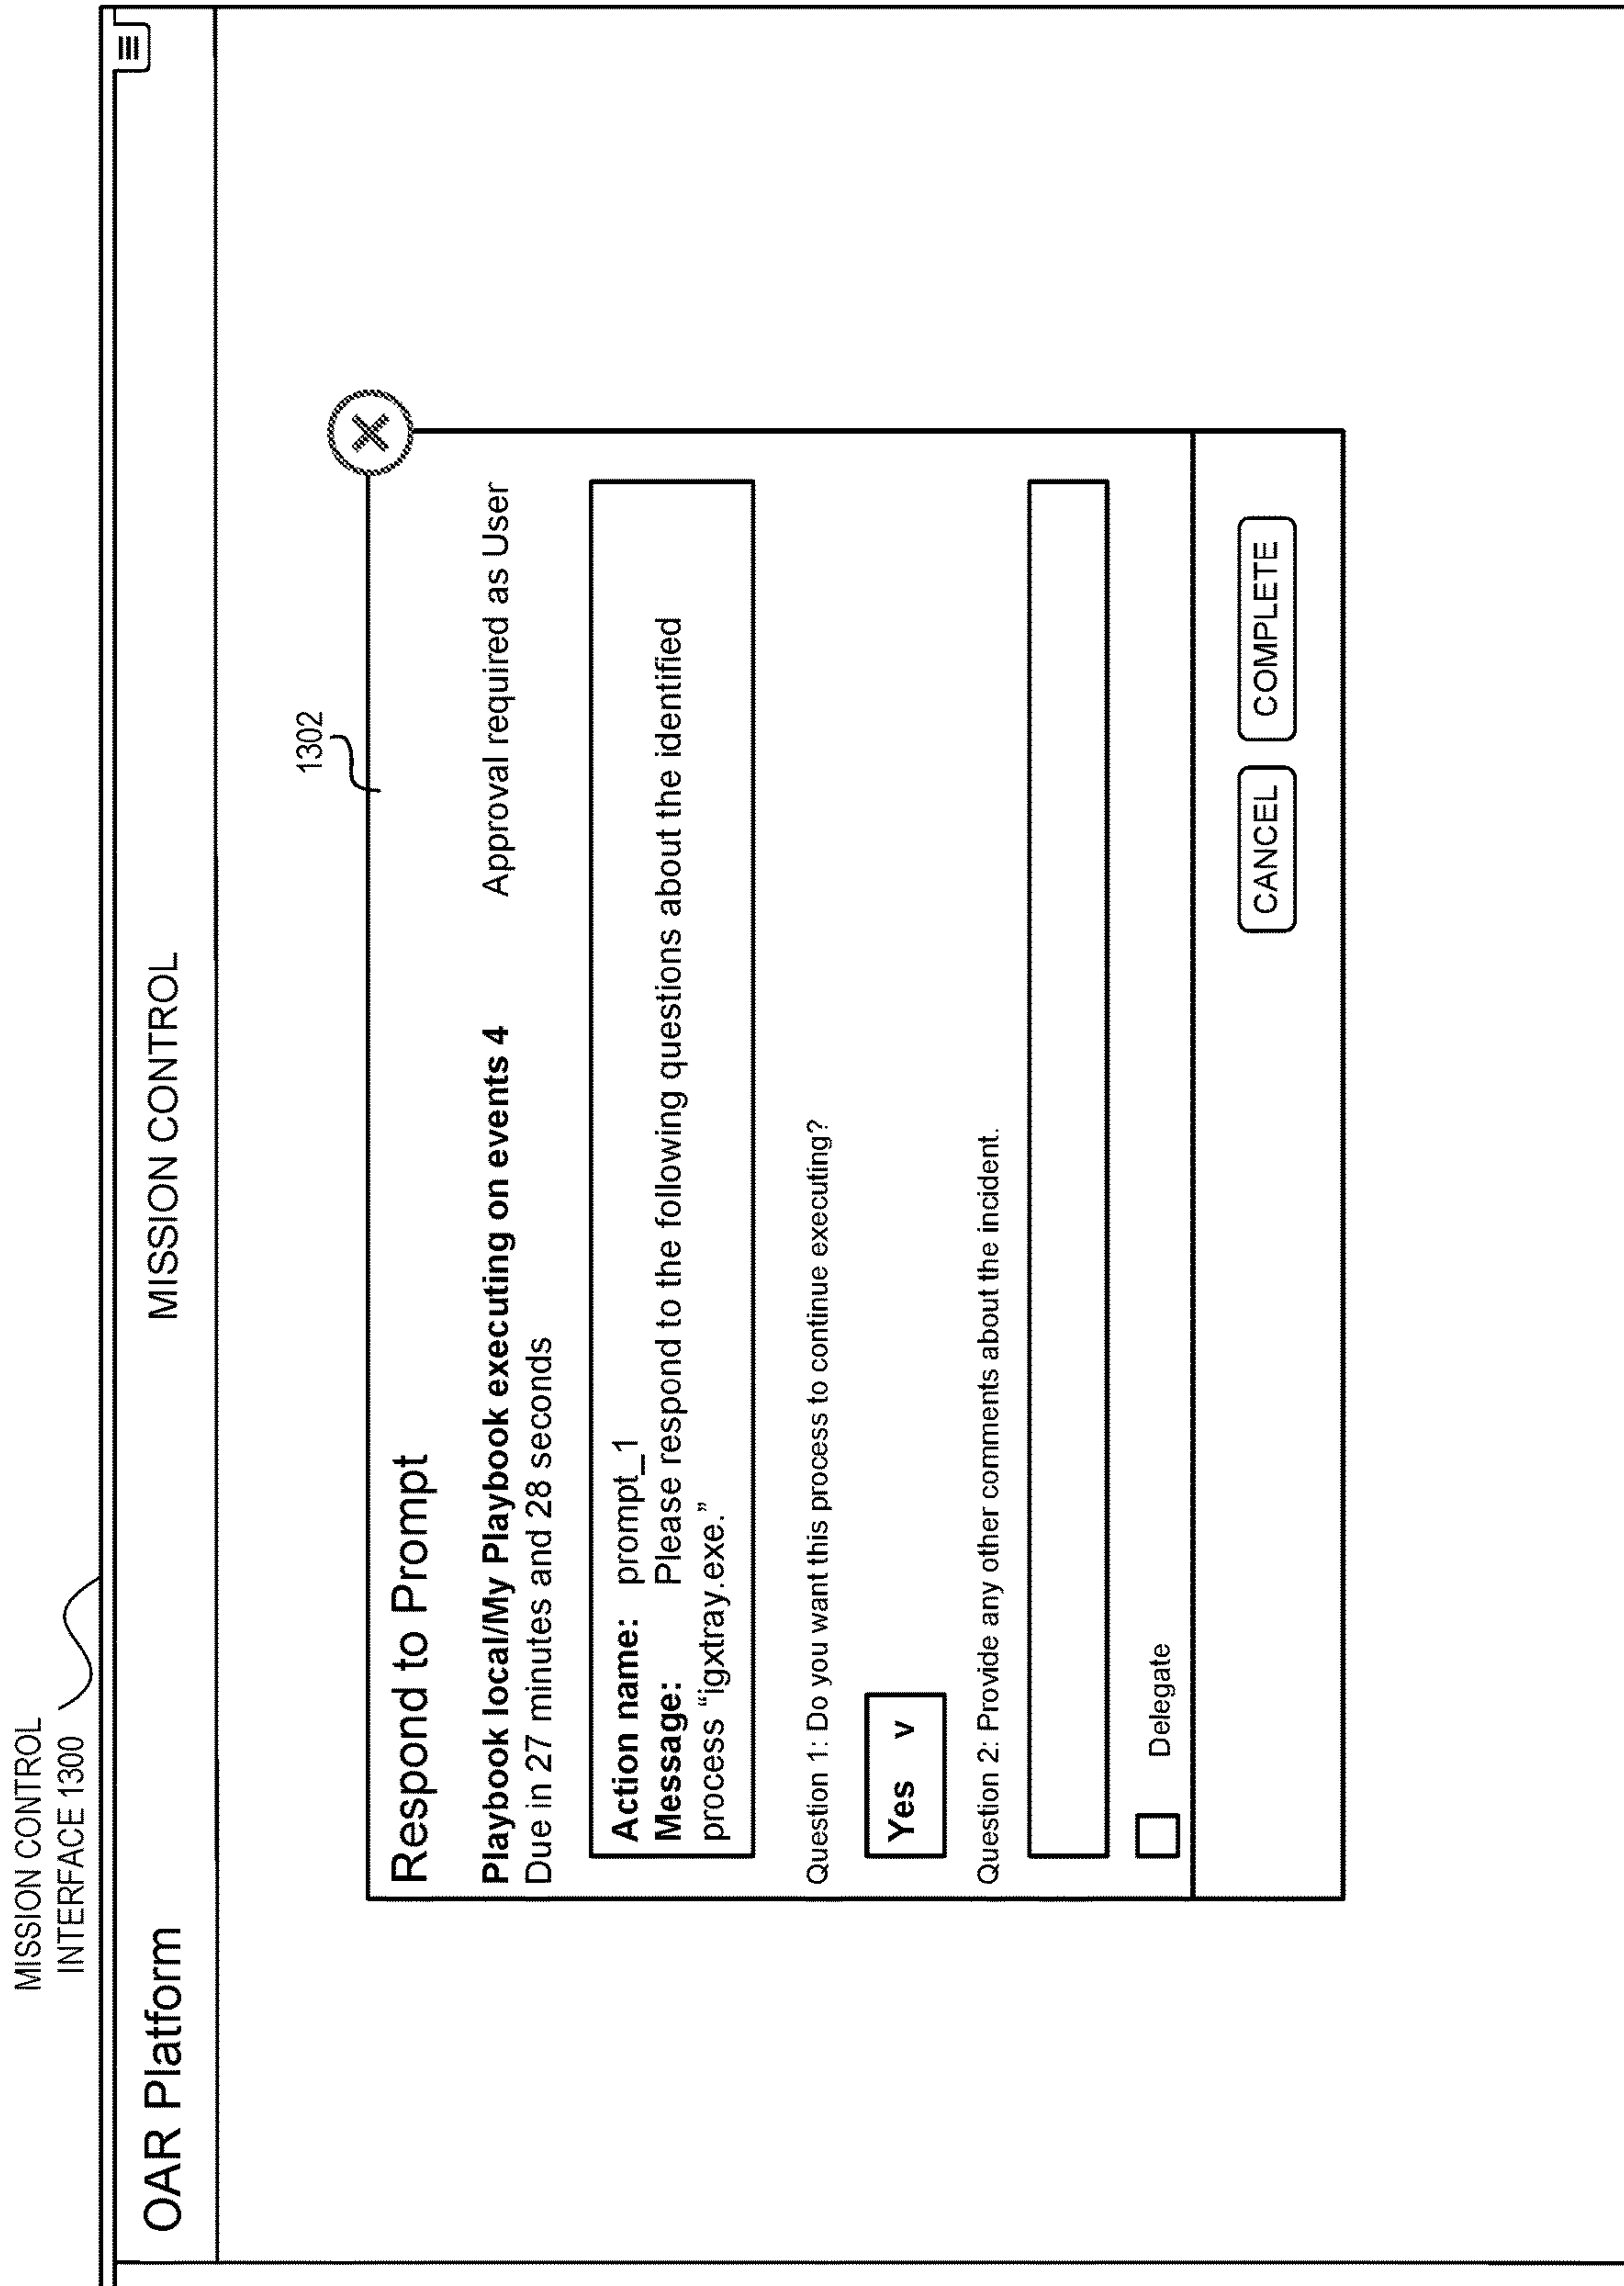 MISSION CONTROL
INTERFACE 1300
OAR Platform
MISSION CONTROL
1302
Respond to Prompt
Playbook local/My Playbook executing on events 4
Approval required as User
Due in 27 minutes and 28 seconds
Action name: prompt_1
Message: Please respond to the following questions about the identified
process “igxtray.exe.”
Question 1: Do you want this process to continue executing?
Yes v
Question 2: Provide any other comments about the incident.
Delegate
CANCEL
COMPLETE